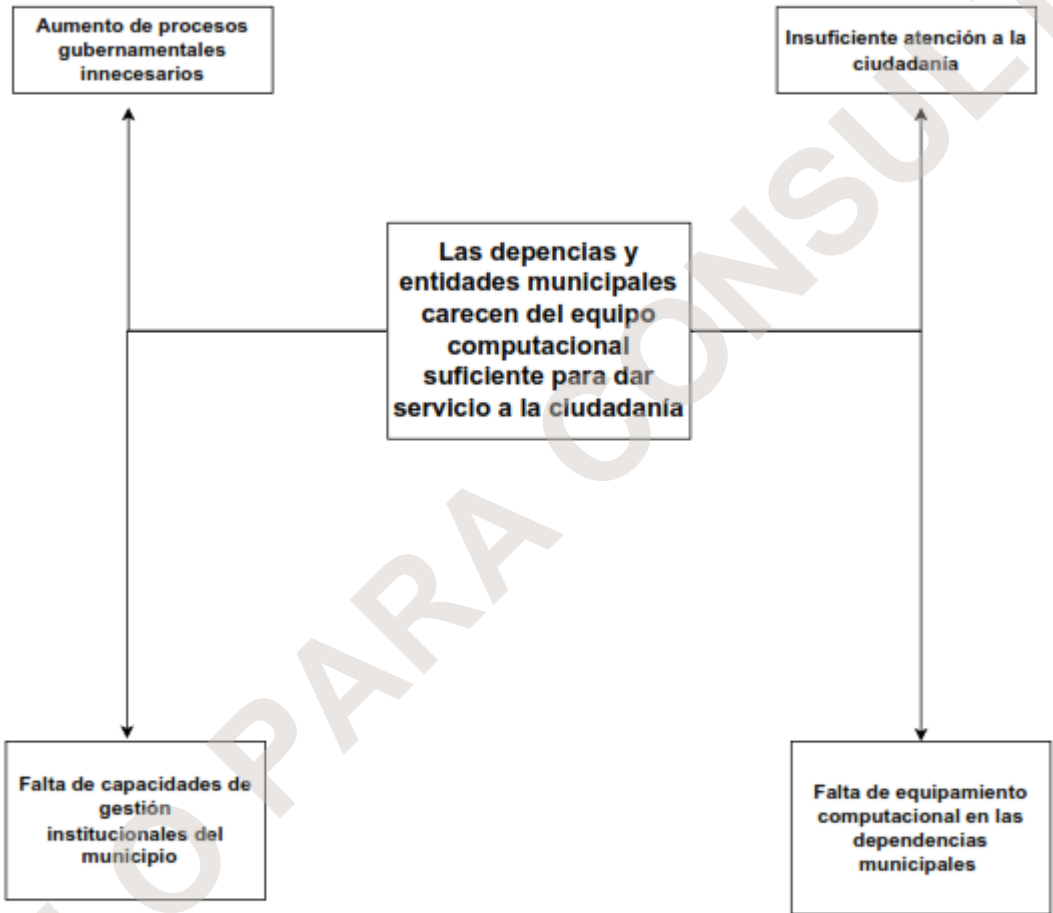 Aumento de procesos
gubernamentales
innecesarios
Insuficiente atención a la
ciudadanía
Las depencias y
entidades municipales
carecen del equipo
computacional
suficiente para dar
servicio a la ciudadanía
Falta de capacidades de
gestión
institucionales del
municipio
Falta de equipamiento
computacional en las
dependencias
municipales
O PARA CONSUL